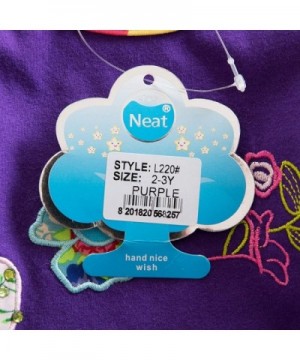 Neat®
STYLE: L220#
SIZE: 2-3Y
PURPLE
8 201820 568257
hand nice
wish